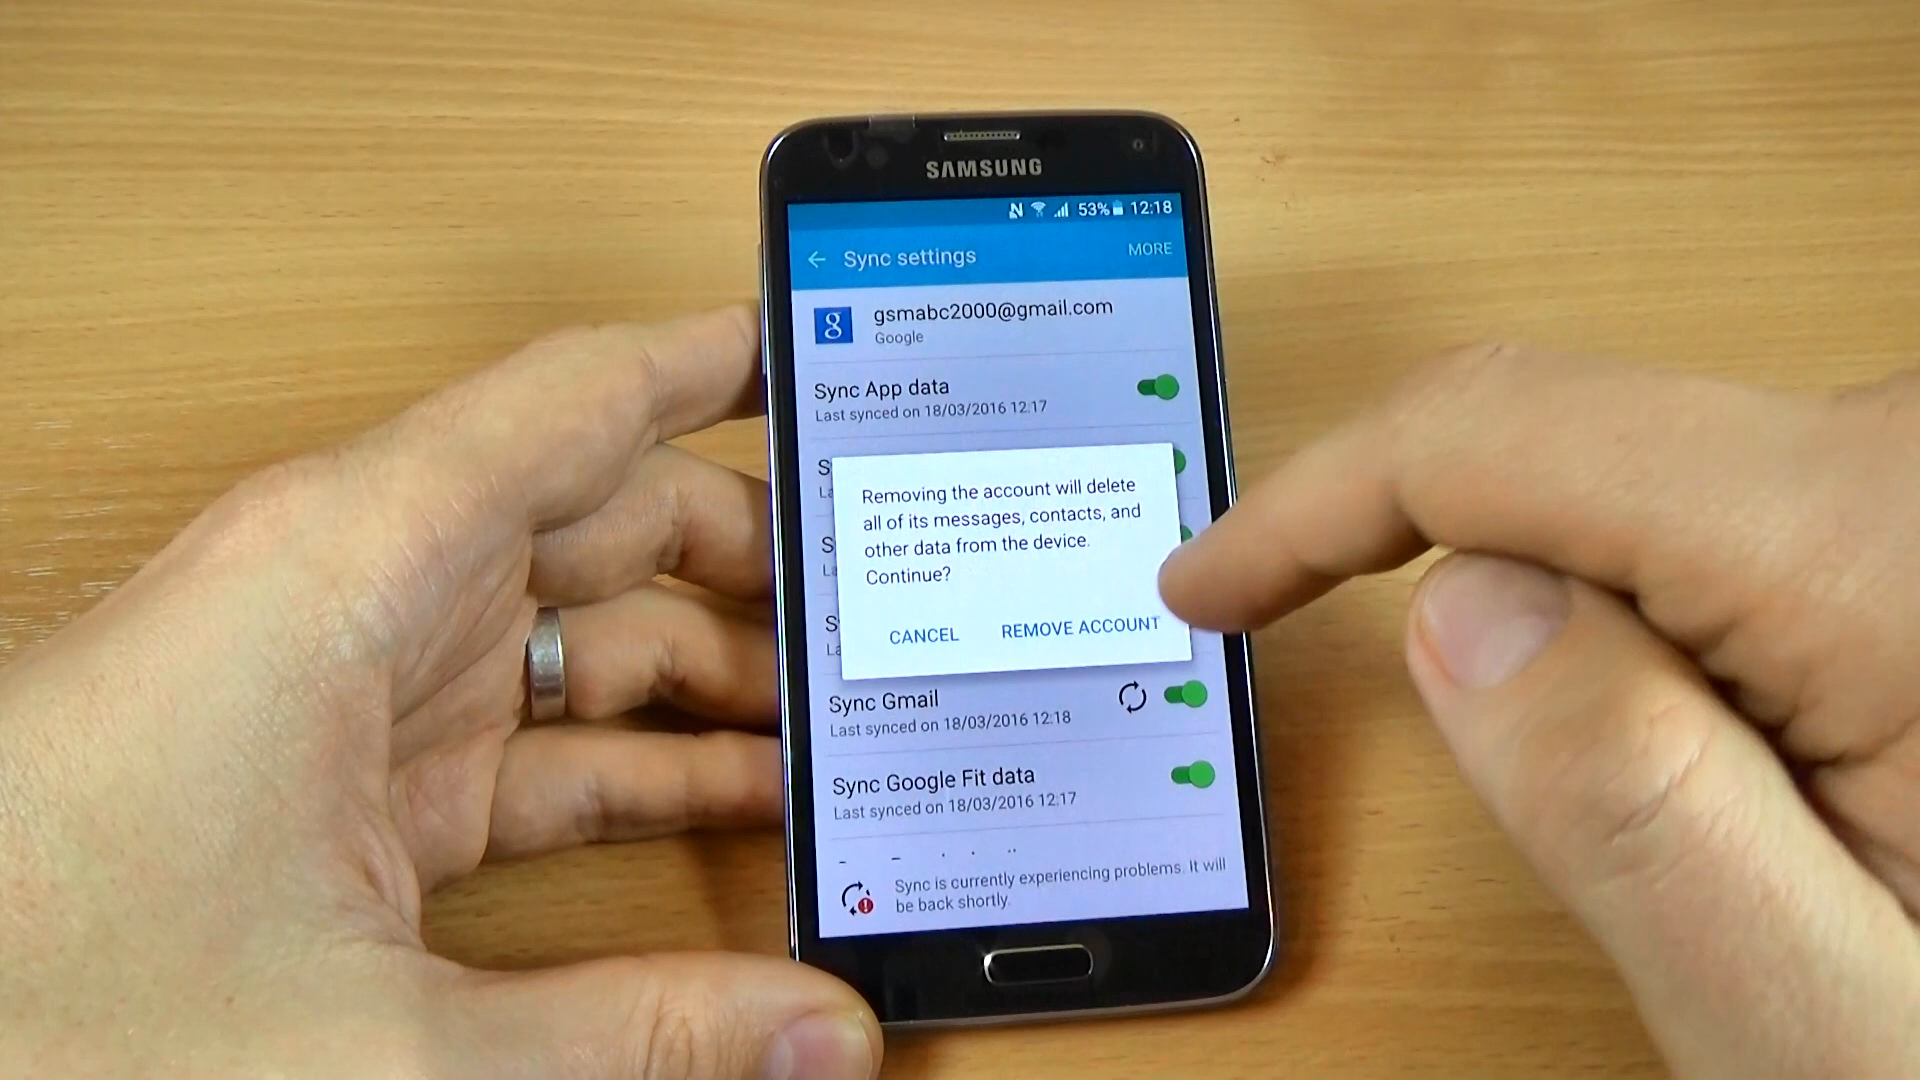 SAMSUNG
53% 12:18
Sync settings MORE
g gsmabc2000@gmail.com
Google
Sync App data
Last synced on 18/03/2016 12:17
Removing the account will delete
all of its messages, contacts, and
other data from the device.
Continue?
CANCEL REMOVE ACCOUNT
Sync Gmail
Last synced on 18/03/2016 12:18
Sync Google Fit data
Last synced on 18/03/2016 12:17
Sync is currently experiencing problems. It will
be back shortly.